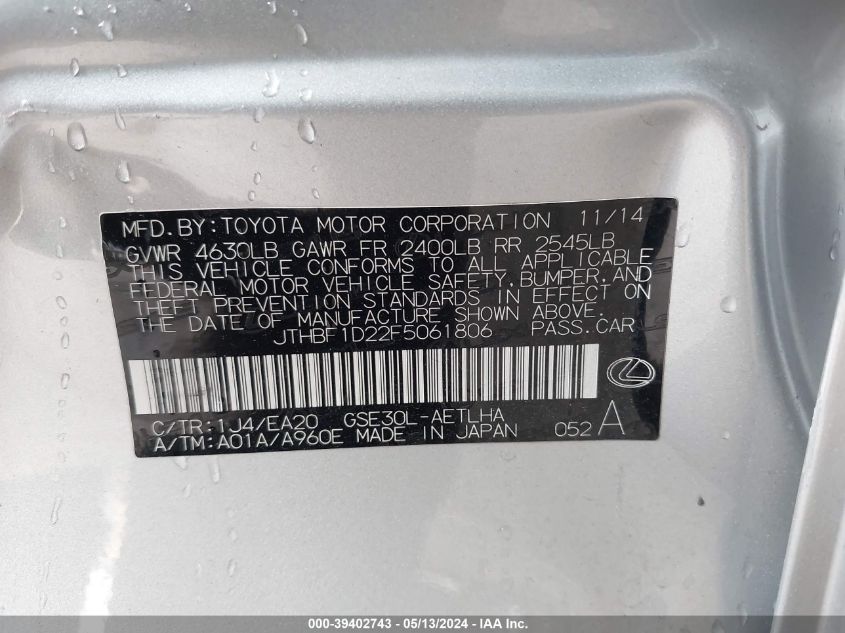 MFD.BY:TOYOTA MOTOR CORPORATION 11/14
GVWR 4630LB GAWR FR 2400LB RR 2545LB
THIS VEHICLE CONFORMS TO ALL APPLICABLE
FEDERAL MOTOR VEHICLE SAFETY,BUMPER,AND
THEFT PREVENTION STANDARDS IN EFFECT ON
THE DATE OF MANUFACTURE SHOWN ABOVE.
JTHBF1D22F5061806 PASS.CAR
C/TR:1J4/EA20 GSE30L-AETLHA
A/TM:A01A/A960E MADE IN JAPAN 052 A
000-39402743 - 05/13/2024 - IAA Inc.